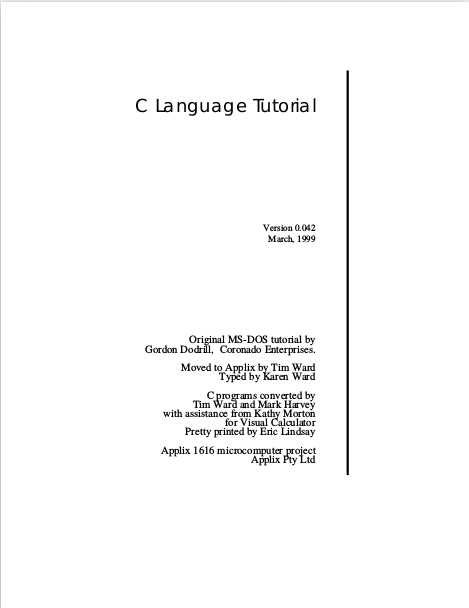 C Language Tutorial
Version 0.042
March, 1999
Original MS-DOS tutorial by
Gordon Dodrill, Coronado Enterprises.
Moved to Applix by Tim Ward
Typed by Karen Ward
C programs converted by
Tim Ward and Mark Harvey
with assistance from Kathy Morton
for Visual Calculator
Pretty printed by Eric Lindsay
Applix 1616 microcomputer project
Applix Pty Ltd